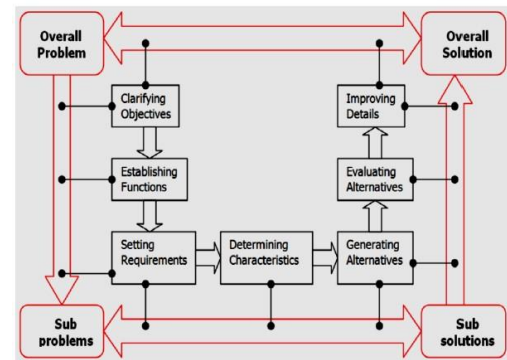 Overall
Problem
Overall
Solution
Clarifying
Objectives
Improving
Details
Establishing
Functions
Evaluating
Alternatives
Setting
Requirements
Determining
Characteristics
Generating
Alternatives
Sub
problems
Sub
solutions